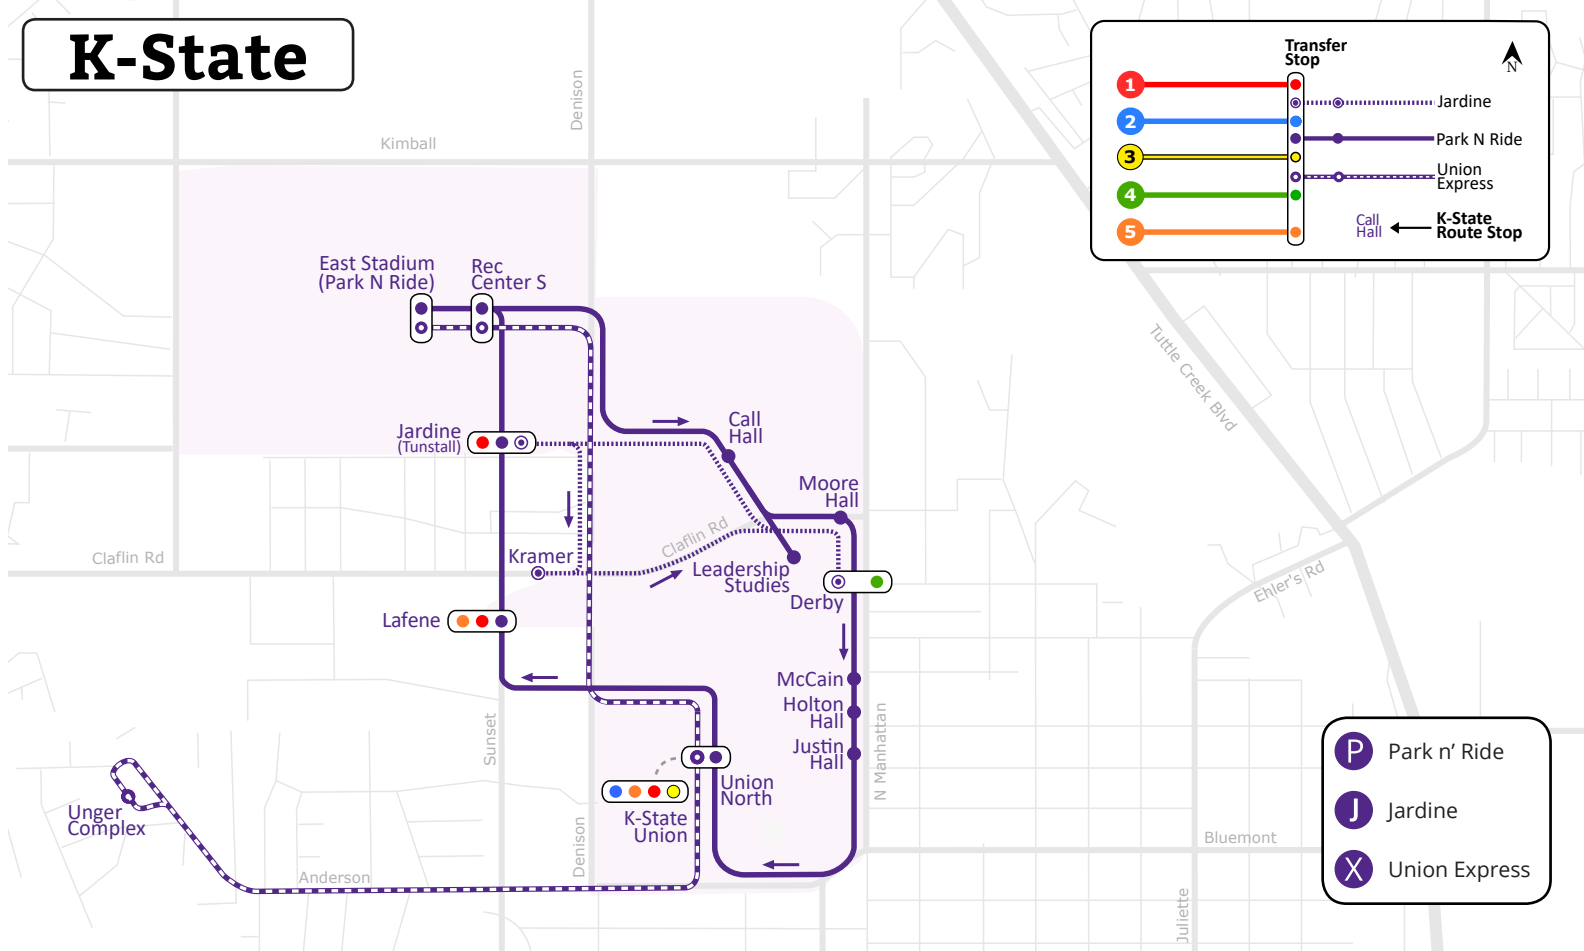 K-State
Denison
Kimball
Transfer
Stop
N
1
Jardine
2
Park N Ride
3
Union
Express
4
Call
Hall
K-State
Route Stop
5
East Stadium
(Park N Ride)
Rec
Center S
Tuttle Creek Blvd
Call
Hall
Jardine
(Tunstall)
Moore
Hall
Claflin Rd
Claflin Rd
Kramer
Leadership
Studies
Derby
Ehler's Rd
Lafene
McCain
Holton
Hall
Justin
Hall
N Manhattan
Sunset
Union
North
K-State
Union
Unger
Complex
Denison
Anderson
Bluemont
Juliette
P Park n' Ride
J Jardine
X Union Express